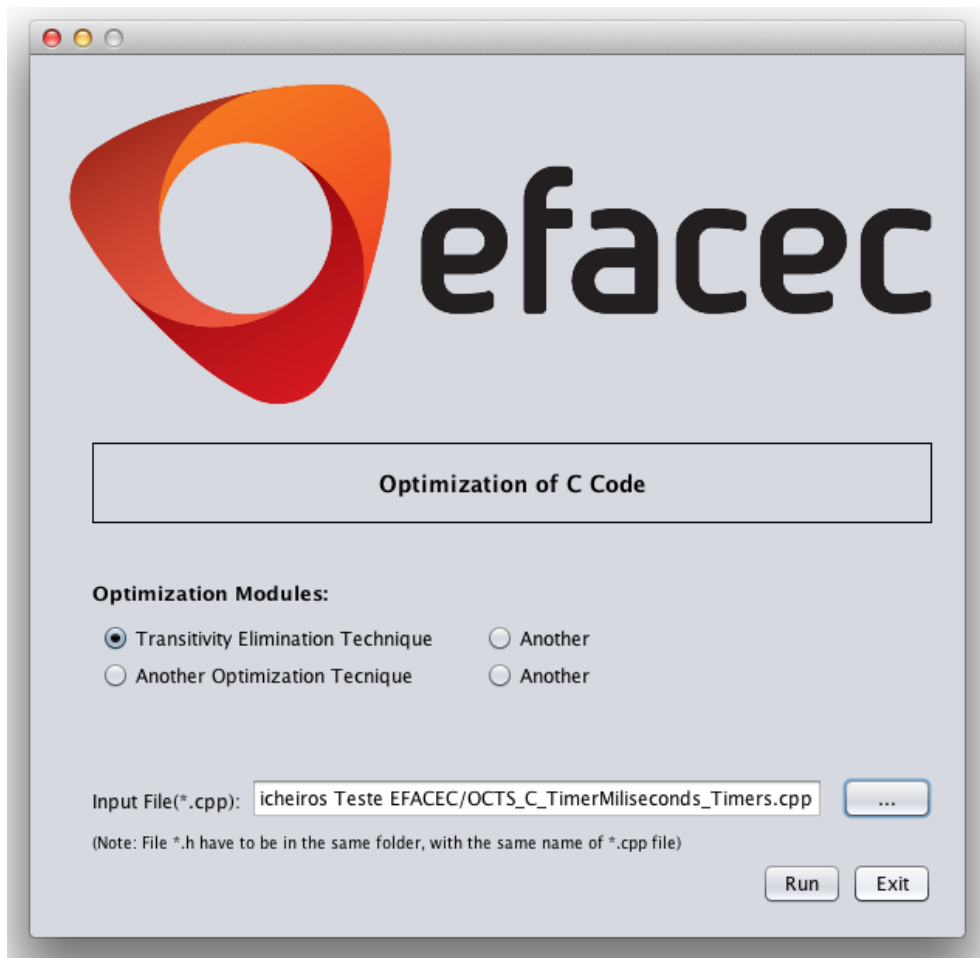 efacec
Optimization of C Code
Optimization Modules:
Transitivity Elimination Technique Another
Another Optimization Tecnique Another
Input File(*.cpp): icheiros Teste EFACEC/OCTS_C_TimerMiliseconds_Timers.cpp ...
(Note: File *.h have to be in the same folder, with the same name of *.cpp file)
Run Exit